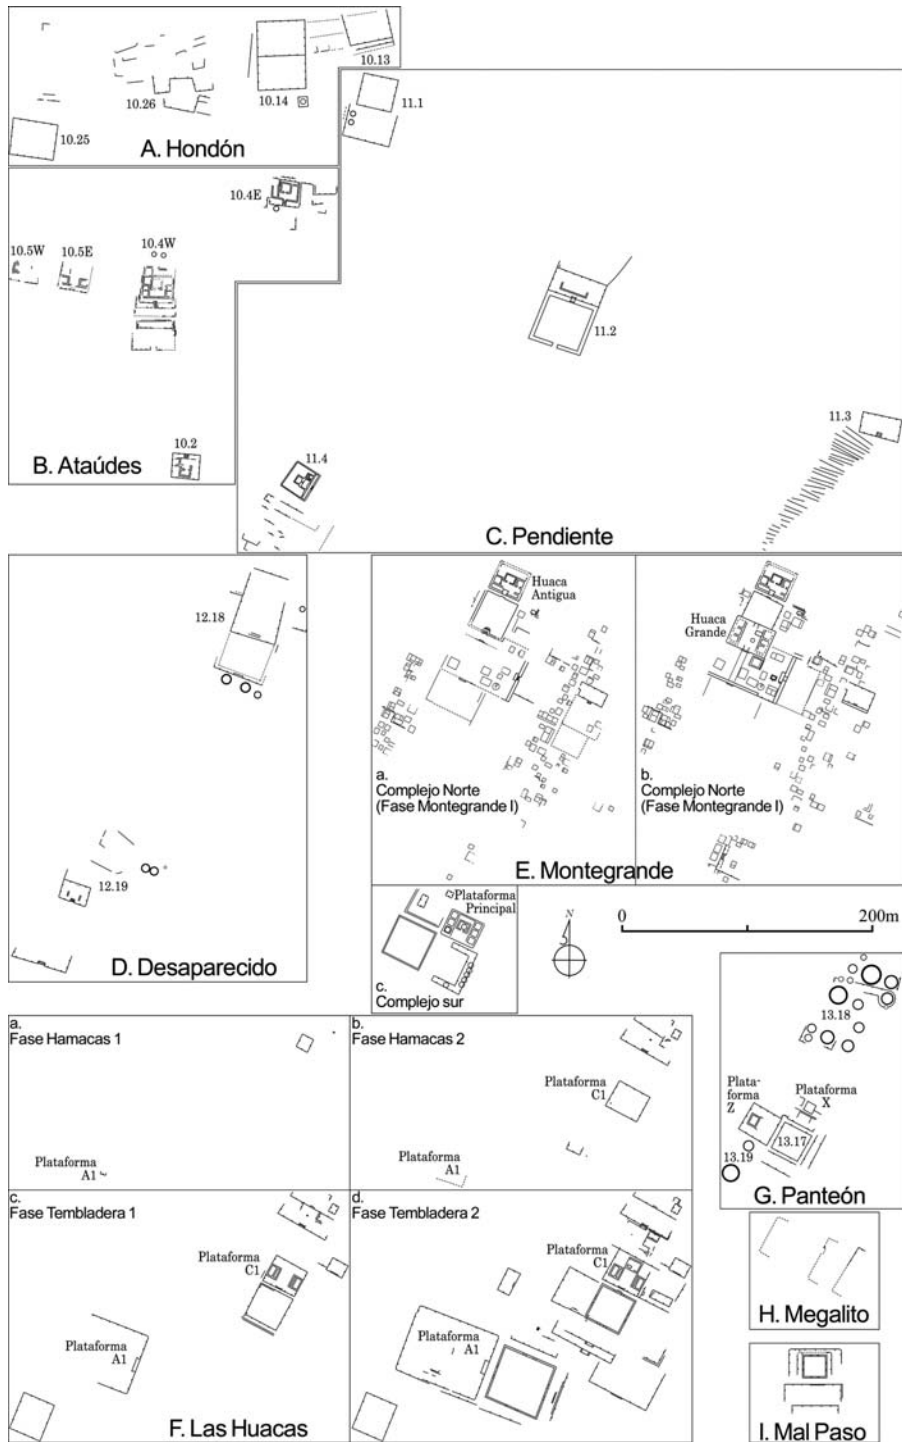 10.13
10.26
10.14
10.25
A. Hondón
11.1
10.4E
10.5W
10.5E
10.4W
10.2
B. Ataúdes
11.2
11.3
11.4
C. Pendiente
12.18
12.19
D. Desaparecido
Huaca
Antigua
a.
Complejo Norte
(Fase Montegrande I)
Huaca
Grande
b.
Complejo Norte
(Fase Montegrande I)
E. Montegrande
Plataforma
Principal
c.
Complejo sur
N
0
200m
a.
Fase Hamacas 1
Plataforma
A1
b.
Fase Hamacas 2
Plataforma
C1
Plataforma
A1
c.
Fase Tembladera 1
Plataforma
C1
Plataforma
A1
d.
Fase Tembladera 2
Plataforma
C1
Plataforma
A1
F. Las Huacas
13.18
Plata-
forma
Z
Plataforma
X
13.17
13.19
G. Panteón
H. Megalito
I. Mal Paso